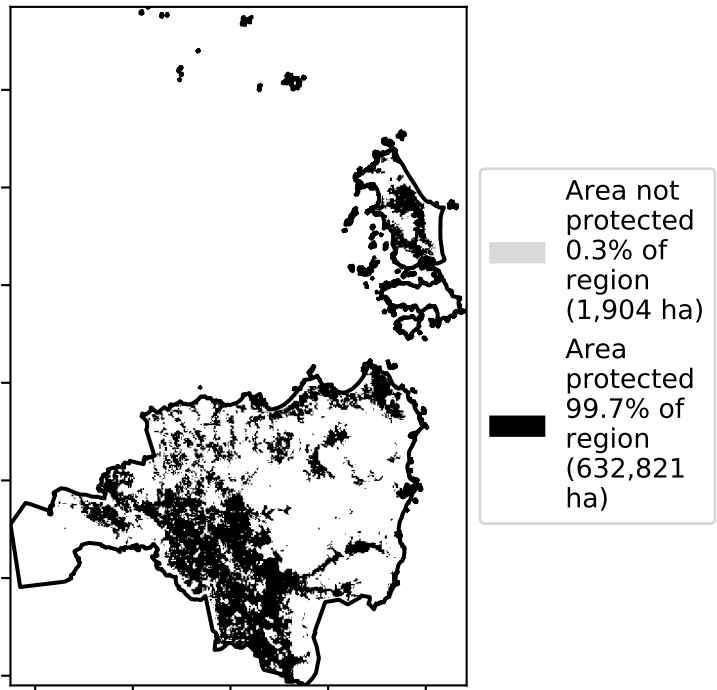 Area not
protected
0.3% of
region
(1,904 ha)
Area
protected
99.7% of
region
(632,821
ha)